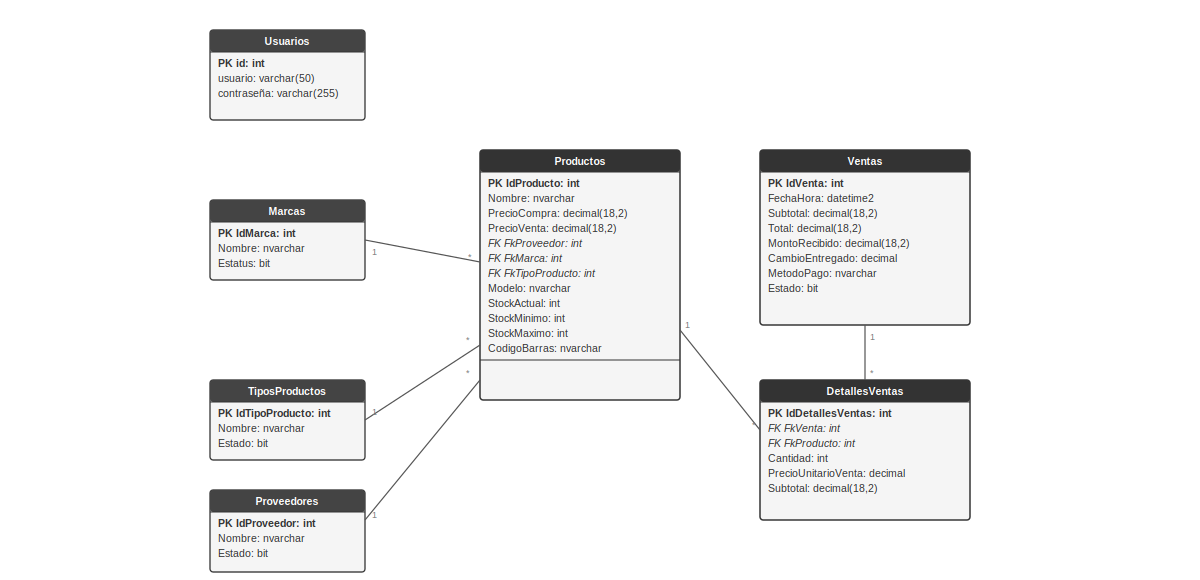 Usuarios
PK id: int
usuario: varchar(50)
contraseña: varchar(255)
Marcas
PK IdMarca: int
Nombre: nvarchar
Estatus: bit
1
*
TiposProductos
PK IdTipoProducto: int
Nombre: nvarchar
Estado: bit
1
*
Proveedores
PK IdProveedor: int
Nombre: nvarchar
Estado: bit
1
*
Productos
PK IdProducto: int
Nombre: nvarchar
PrecioCompra: decimal(18,2)
PrecioVenta: decimal(18,2)
FK FkProveedor: int
FK FkMarca: int
FK FkTipoProducto: int
Modelo: nvarchar
StockActual: int
StockMinimo: int
StockMaximo: int
CodigoBarras: nvarchar
1
*
Ventas
PK IdVenta: int
FechaHora: datetime2
Subtotal: decimal(18,2)
Total: decimal(18,2)
MontoRecibido: decimal(18,2)
CambioEntregado: decimal
MetodoPago: nvarchar
Estado: bit
1
*
DetallesVentas
PK IdDetallesVentas: int
FK FkVenta: int
FK FkProducto: int
Cantidad: int
PrecioUnitarioVenta: decimal
Subtotal: decimal(18,2)